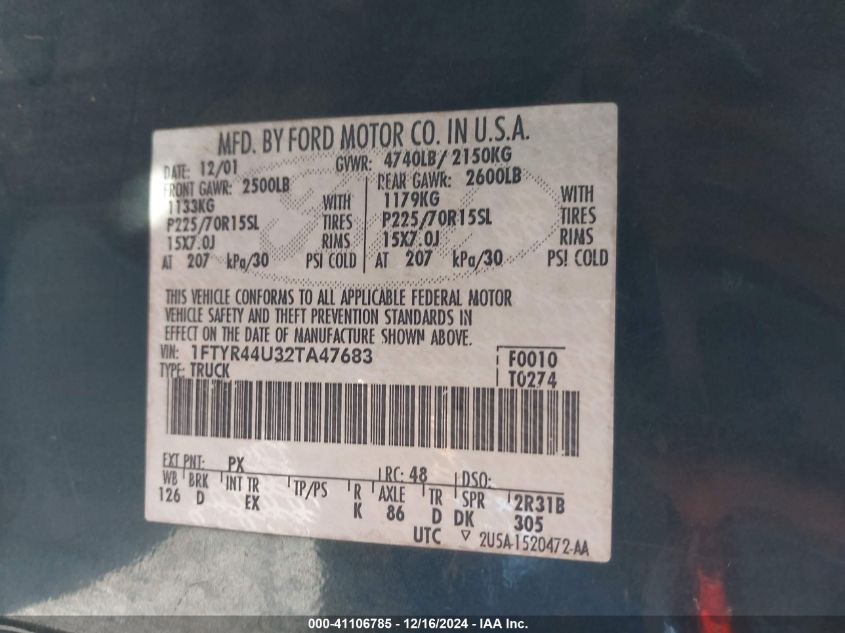 MFD. BY FORD MOTOR CO. IN U.S.A.
DATE: 12/01 GVWR: 4740LB/ 2150KG
FRONT GAWR: 2500LB REAR GAWR: 2600LB
1133KG WITH 1179KG WITH
P225/70R15SL TIRES P225/70R15SL TIRES
15X7.0J RIMS 15X7.0J RIMS
AT 207 kPa/30 PSI COLD AT 207 kPa/30 PSI COLD
THIS VEHICLE CONFORMS TO ALL APPLICABLE FEDERAL MOTOR
VEHICLE SAFETY AND THEFT PREVENTION STANDARDS IN
EFFECT ON THE DATE OF MANUFACTURE SHOWN ABOVE.
VIN: 1FTYR44U32TA47683 F0010
TYPE: TRUCK T0274
EXT PNT: PX RC: 48 DSO:
WB BRK INT TR TP/PS R AXLE TR SPR 2R31B
126 D EX K 86 D DK 305
UTC ▽ 2U5A-1520472-AA
000-41106785 - 12/16/2024 - IAA Inc.